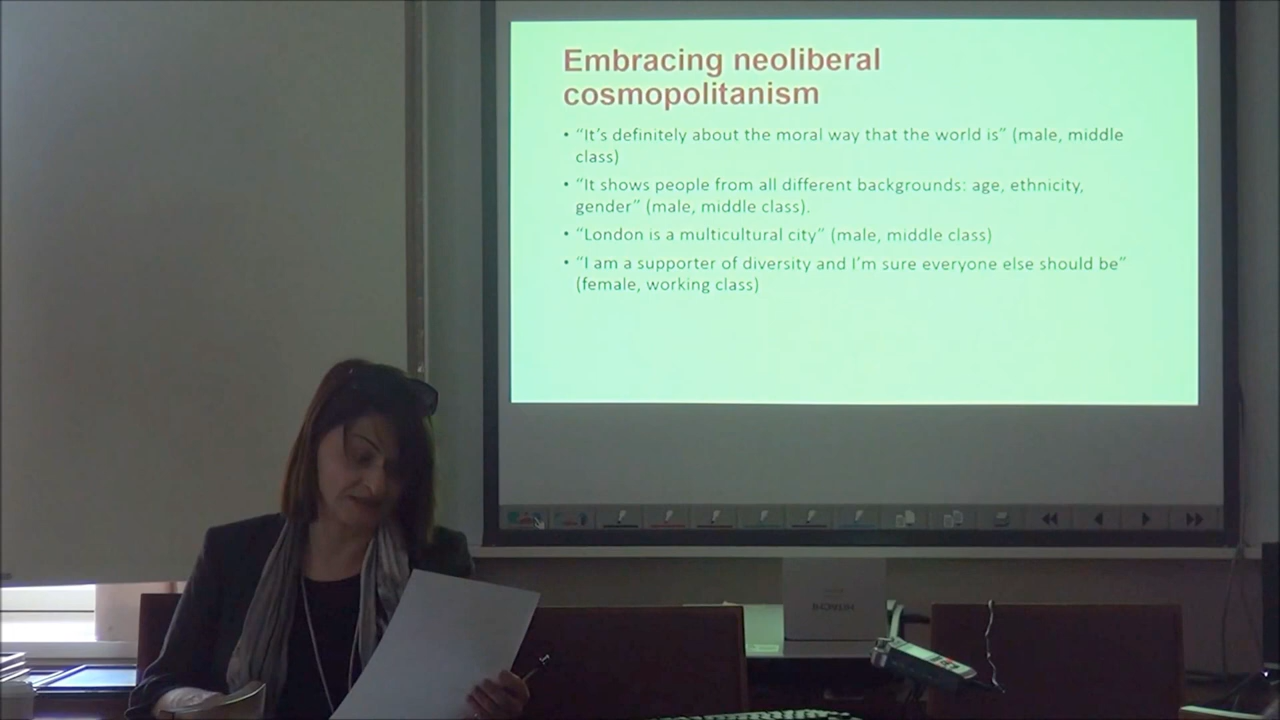 Embracing neoliberal
cosmopolitanism
• “It’s definitely about the moral way that the world is” (male, middle
class)
• “It shows people from all different backgrounds: age, ethnicity,
gender” (male, middle class).
• “London is a multicultural city” (male, middle class)
• “I am a supporter of diversity and I’m sure everyone else should be”
(female, working class)